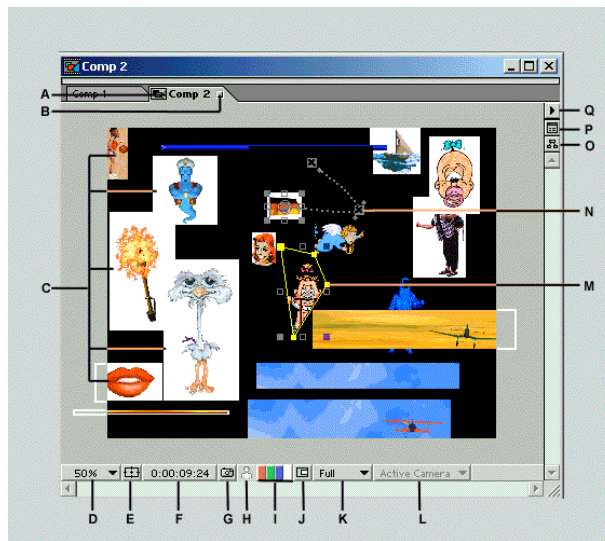 Comp 2
A
Comp 1
Comp 2
B
Q
P
O
N
C
M
50%
0:00:09:24
Full
Active Camera
D
E
F
G
H
I
J
K
L